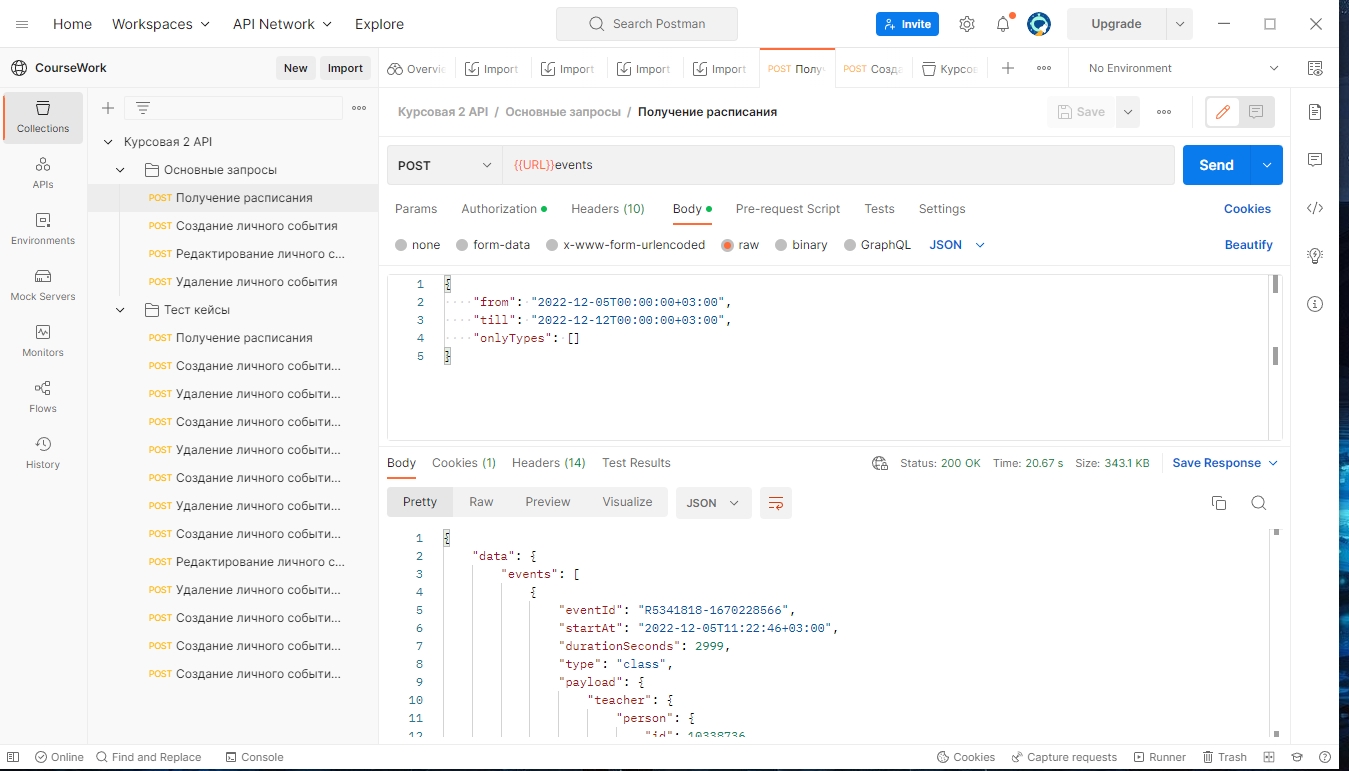 Home Workspaces API Network Explore Search Postman Invite Upgrade
CourseWork New Import Overvie Import Import Import Import POST Полу POST Созд Курсов No Environment
Collections
APIs
Environments
Mock Servers
Monitors
Flows
History
Курсовая 2 API
Основные запросы
POST Получение расписания
POST Создание личного события
POST Редактирование личного с...
POST Удаление личного события
Тест кейсы
POST Получение расписания
POST Создание личного событи...
POST Удаление личного событи...
POST Создание личного событи...
POST Удаление личного событи...
POST Создание личного событи...
POST Удаление личного событи...
POST Создание личного событи...
POST Редактирование личного с...
POST Удаление личного событи...
POST Создание личного событи...
POST Создание личного событи...
POST Создание личного событи...
Курсовая 2 API / Основные запросы / Получение расписания Save
POST {{URL}}events Send
Params Authorization Headers (10) Body Pre-request Script Tests Settings Cookies
none form-data x-www-form-urlencoded raw binary GraphQL JSON Beautify
1 {
2 "from": "2022-12-05T00:00:00+03:00",
3 "till": "2022-12-12T00:00:00+03:00",
4 "onlyTypes": []
5 }
Body Cookies (1) Headers (14) Test Results Status: 200 OK Time: 20.67 s Size: 343.1 KB Save Response
Pretty Raw Preview Visualize JSON
1 {
2 "data": {
3 "events": [
4 {
5 "eventId": "R5341818-1670228566",
6 "startAt": "2022-12-05T11:22:46+03:00",
7 "durationSeconds": 2999,
8 "type": "class",
9 "payload": {
10 "teacher": {
11 "person": {
12 "id": 10338736
Online Find and Replace Console Cookies Capture requests Runner Trash